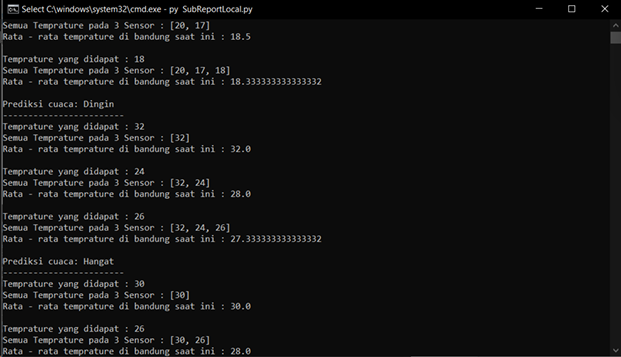 Select C:\windows\system32\cmd.exe - py SubReportLocal.py
Semua Temprature pada 3 Sensor : [20, 17]
Rata - rata temprature di bandung saat ini : 18.5
Temprature yang didapat : 18
Semua Temprature pada 3 Sensor : [20, 17, 18]
Rata - rata temprature di bandung saat ini : 18.333333333333332
Prediksi cuaca: Dingin
------------------------
Temprature yang didapat : 32
Semua Temprature pada 3 Sensor : [32]
Rata - rata temprature di bandung saat ini : 32.0
Temprature yang didapat : 24
Semua Temprature pada 3 Sensor : [32, 24]
Rata - rata temprature di bandung saat ini : 28.0
Temprature yang didapat : 26
Semua Temprature pada 3 Sensor : [32, 24, 26]
Rata - rata temprature di bandung saat ini : 27.333333333333332
Prediksi cuaca: Hangat
------------------------
Temprature yang didapat : 30
Semua Temprature pada 3 Sensor : [30]
Rata - rata temprature di bandung saat ini : 30.0
Temprature yang didapat : 26
Semua Temprature pada 3 Sensor : [30, 26]
Rata - rata temprature di bandung saat ini : 28.0